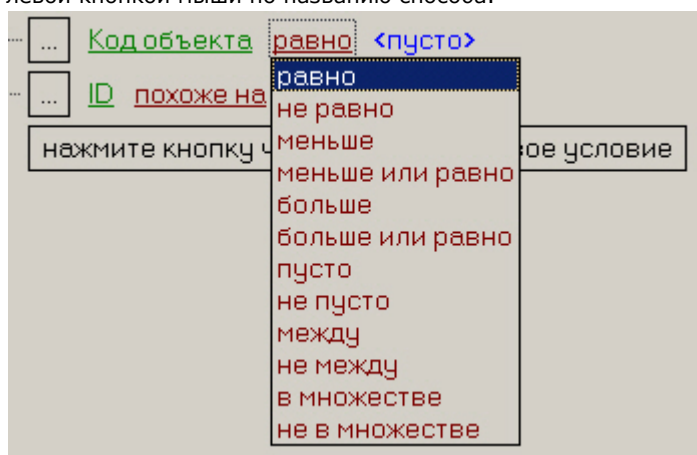 левой кнопкой мыши по названию способа.
... Код объекта равно <пусто>
равно
... ID похоже на
не равно
нажмите кнопку ое условие
меньше
меньше или равно
больше
больше или равно
пусто
не пусто
между
не между
в множестве
не в множестве